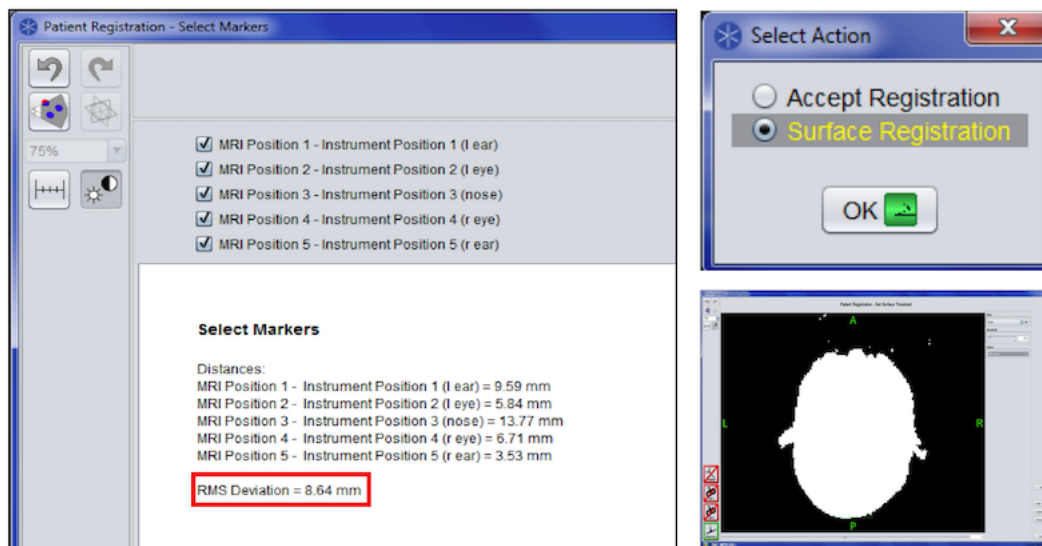 Patient Registration - Select Markers
75%
MRI Position 1 - Instrument Position 1 (l ear)
MRI Position 2 - Instrument Position 2 (l eye)
MRI Position 3 - Instrument Position 3 (nose)
MRI Position 4 - Instrument Position 4 (r eye)
MRI Position 5 - Instrument Position 5 (r ear)
Select Markers
Distances:
MRI Position 1 - Instrument Position 1 (l ear) = 9.59 mm
MRI Position 2 - Instrument Position 2 (l eye) = 5.84 mm
MRI Position 3 - Instrument Position 3 (nose) = 13.77 mm
MRI Position 4 - Instrument Position 4 (r eye) = 6.71 mm
MRI Position 5 - Instrument Position 5 (r ear) = 3.53 mm
RMS Deviation = 8.64 mm
Select Action
Accept Registration
Surface Registration
OK
Patient Registration - Set Surface Threshold
A
L
R
P